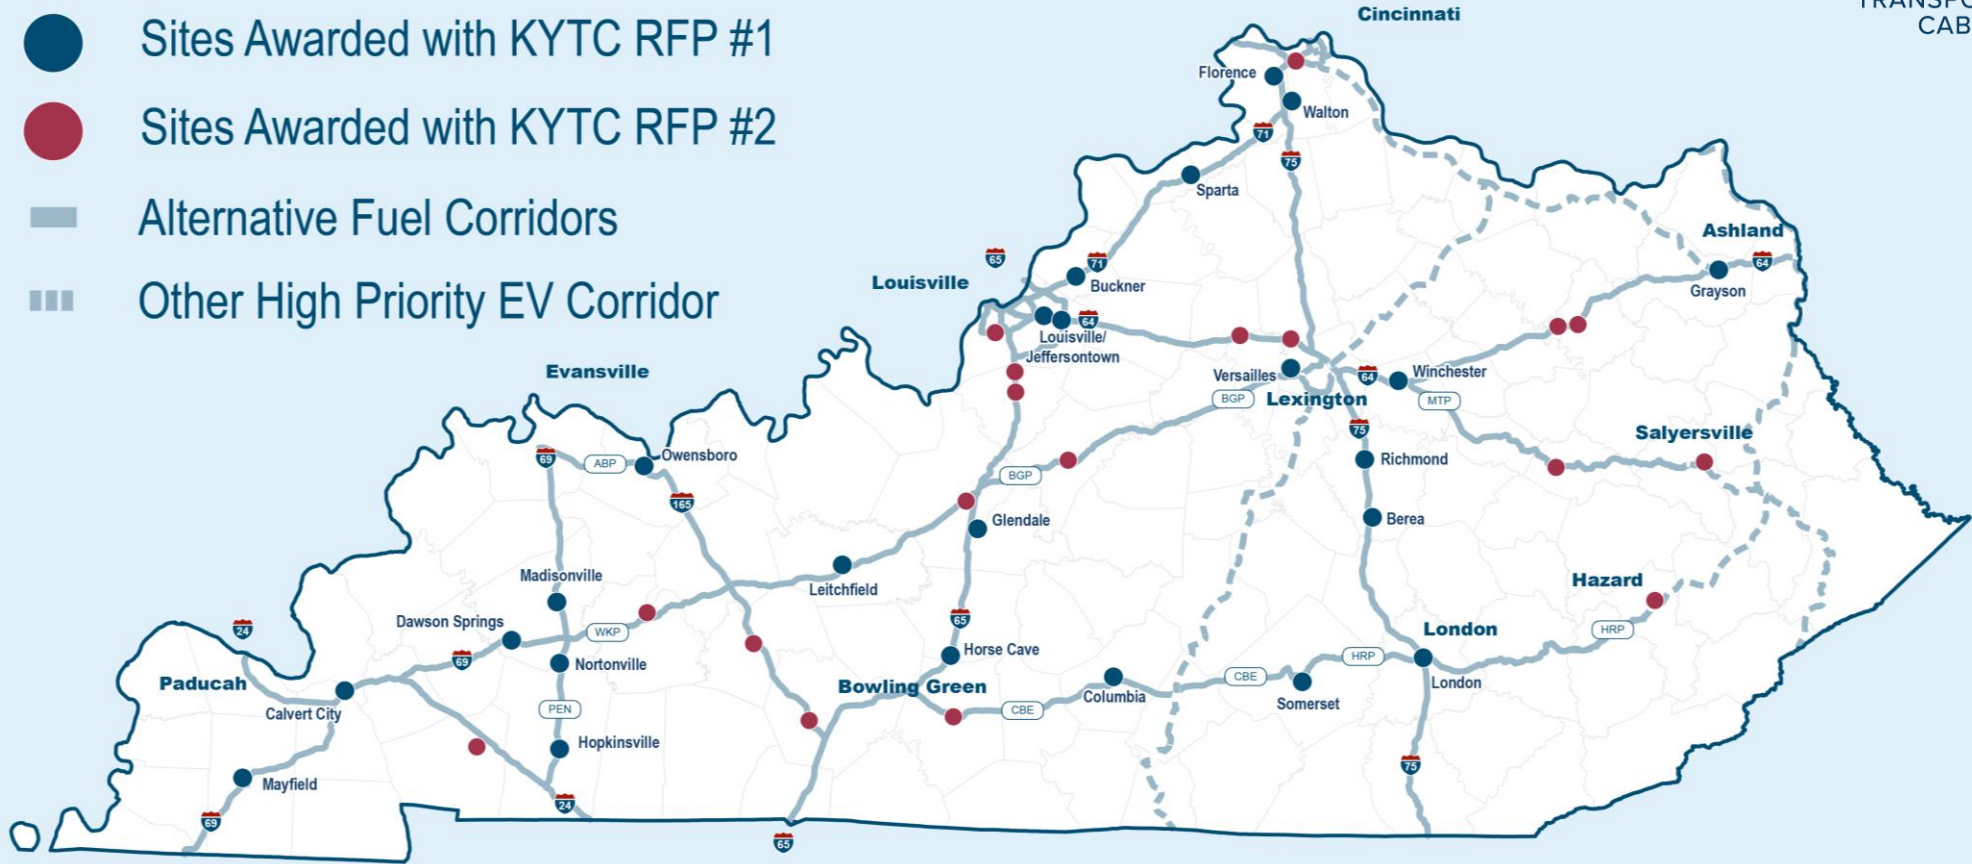 Sites Awarded with KYTC RFP #1
Sites Awarded with KYTC RFP #2
Alternative Fuel Corridors
Other High Priority EV Corridor
CAB
Cincinnati
Florence
Walton
71
75
Sparta
Ashland
64
Grayson
65
71
Louisville
Buckner
64
Louisville/
Jeffersontown
Evansville
Versailles
64
Winchester
BGP
Lexington
MTP
75
Salyersville
Richmond
69
ABP
Owensboro
BGP
165
Glendale
Berea
Madisonville
Leitchfield
Hazard
Dawson Springs
24
WKP
65
HRP
London
69
Nortonville
Horse Cave
HRP
Paducah
Bowling Green
CBE
London
Calvert City
PEN
CBE
Columbia
Somerset
Hopkinsville
75
Mayfield
24
69
65